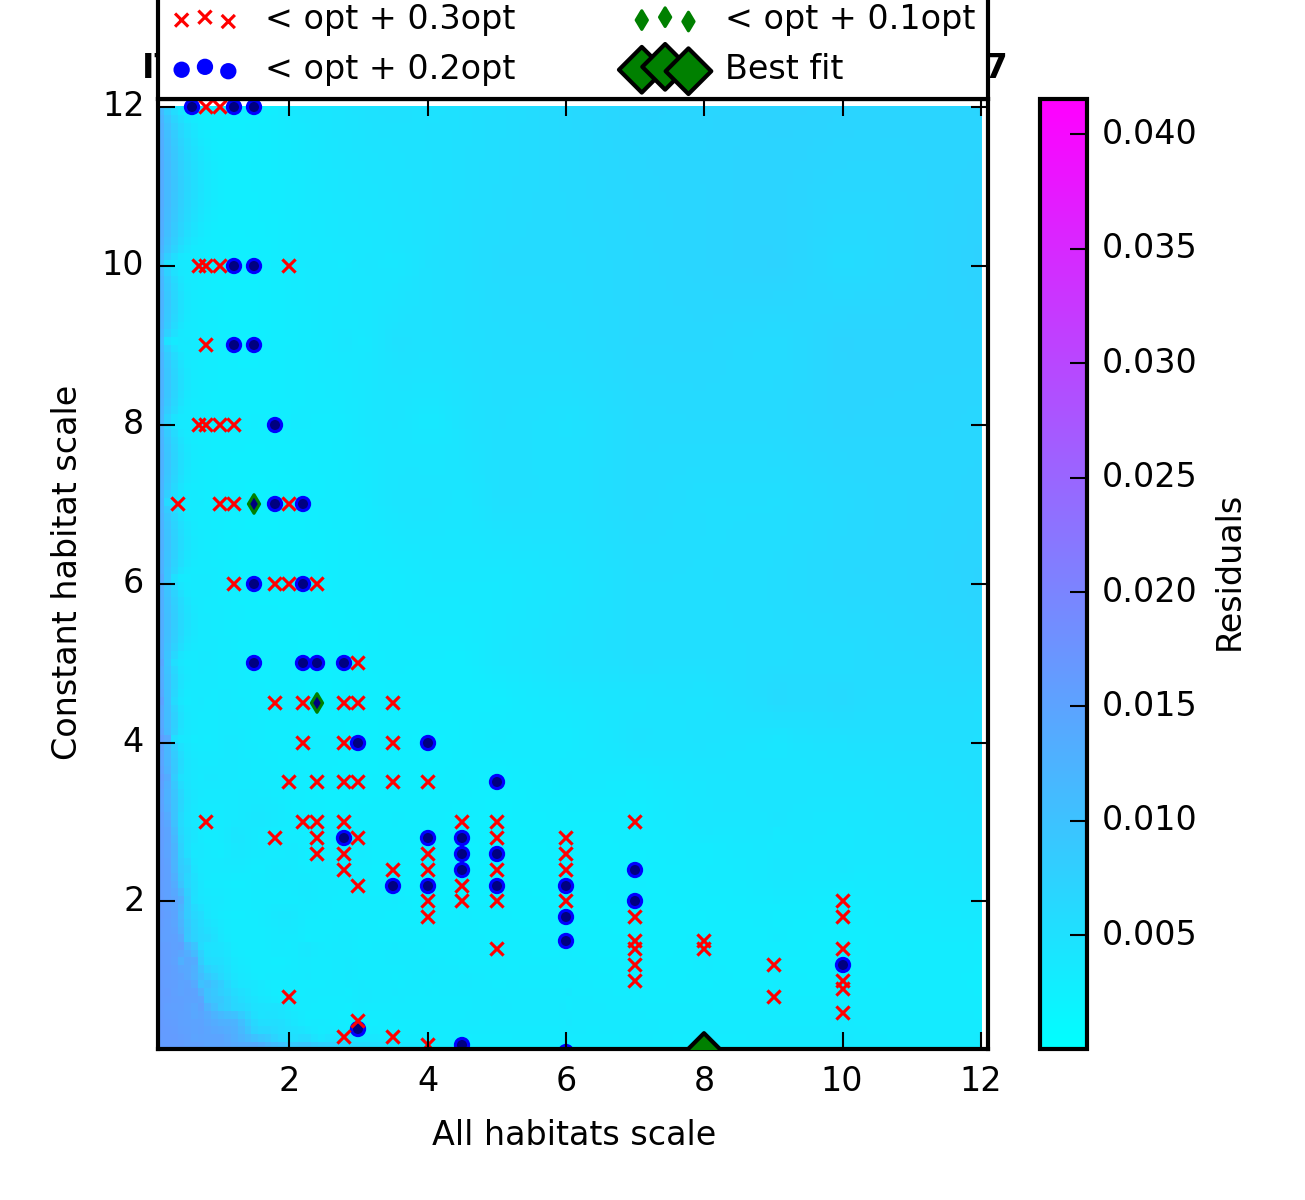 < opt + 0.3opt
< opt + 0.1opt
< opt + 0.2opt
Best fit
7
12
10
8
6
4
2
Constant habitat scale
2 4 6 8 10 12
All habitats scale
0.040
0.035
0.030
0.025
0.020
0.015
0.010
0.005
Residuals